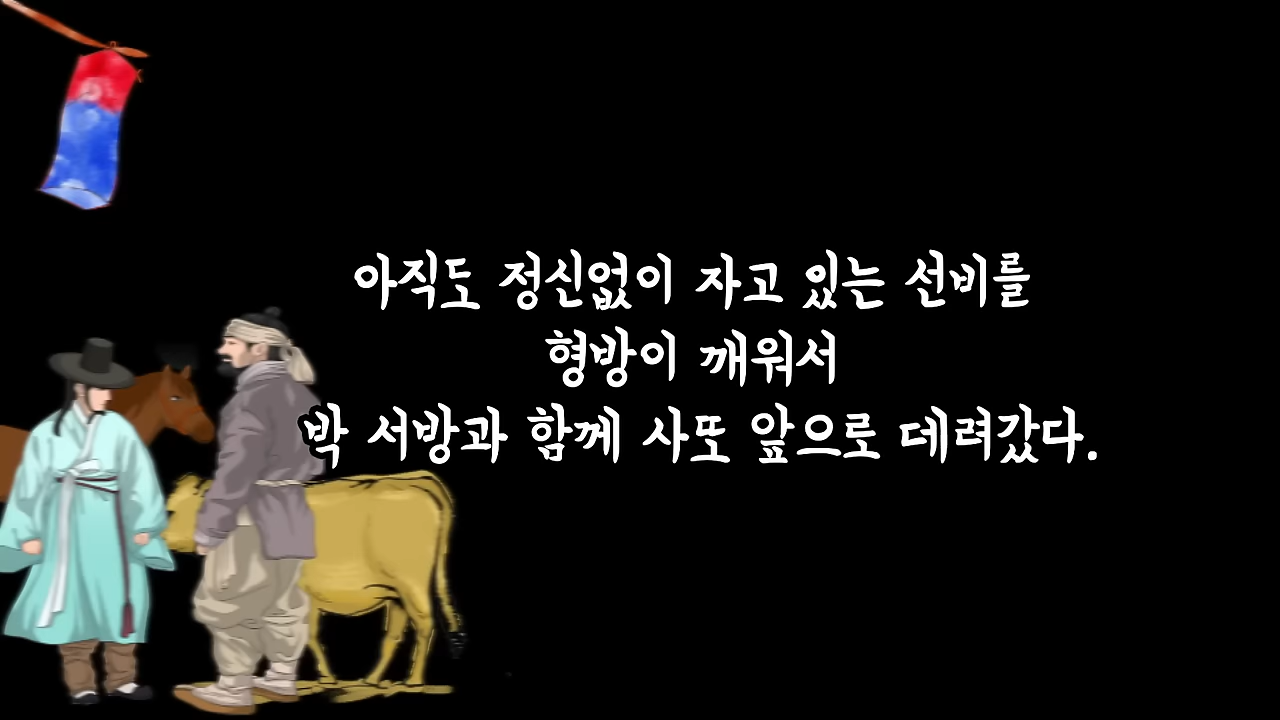 아직도 정신없이 자고 있는 선비를
형방이 깨워서
박 서방과 함께 사또 앞으로 데려갔다.